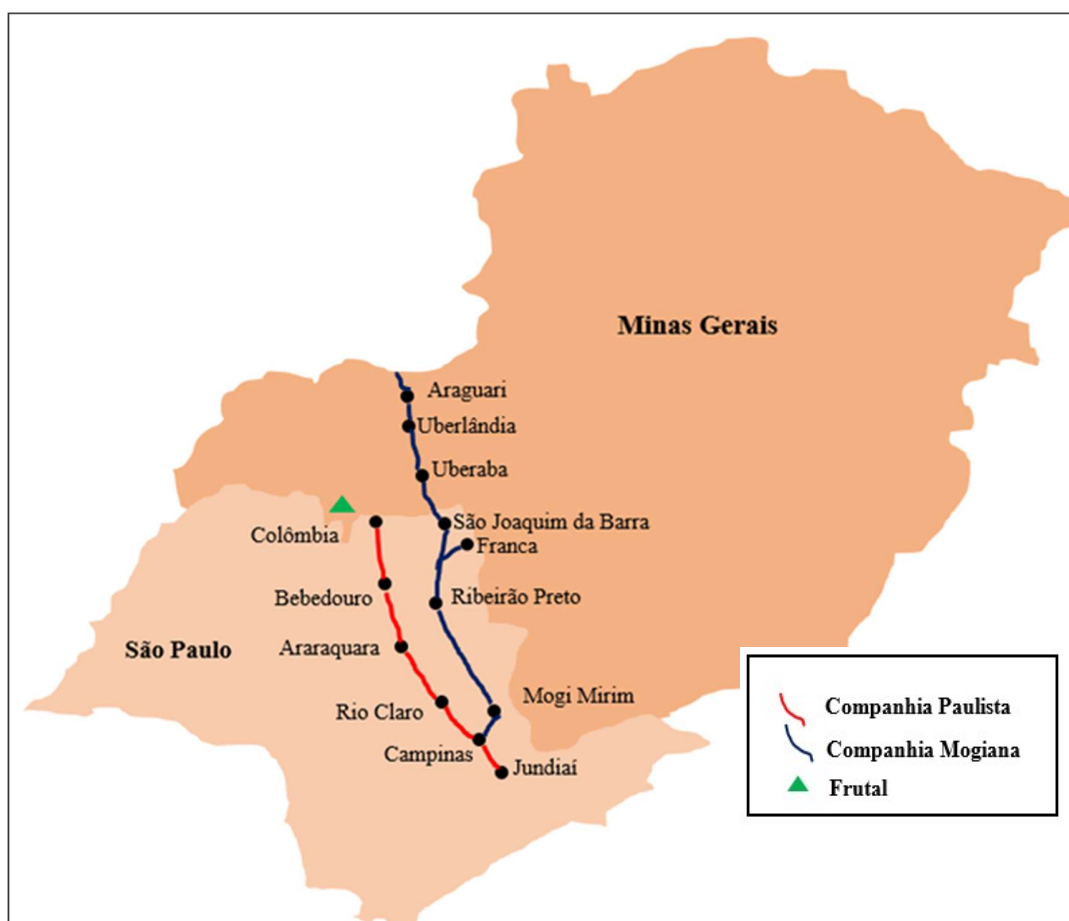 Minas Gerais
Araguari
Uberlândia
Uberaba
São Joaquim da Barra
Colômbia
Franca
Bebedouro
Ribeirão Preto
São Paulo
Araraquara
Rio Claro
Mogi Mirim
Campinas
Jundiaí
Companhia Paulista
Companhia Mogiana
Frutal